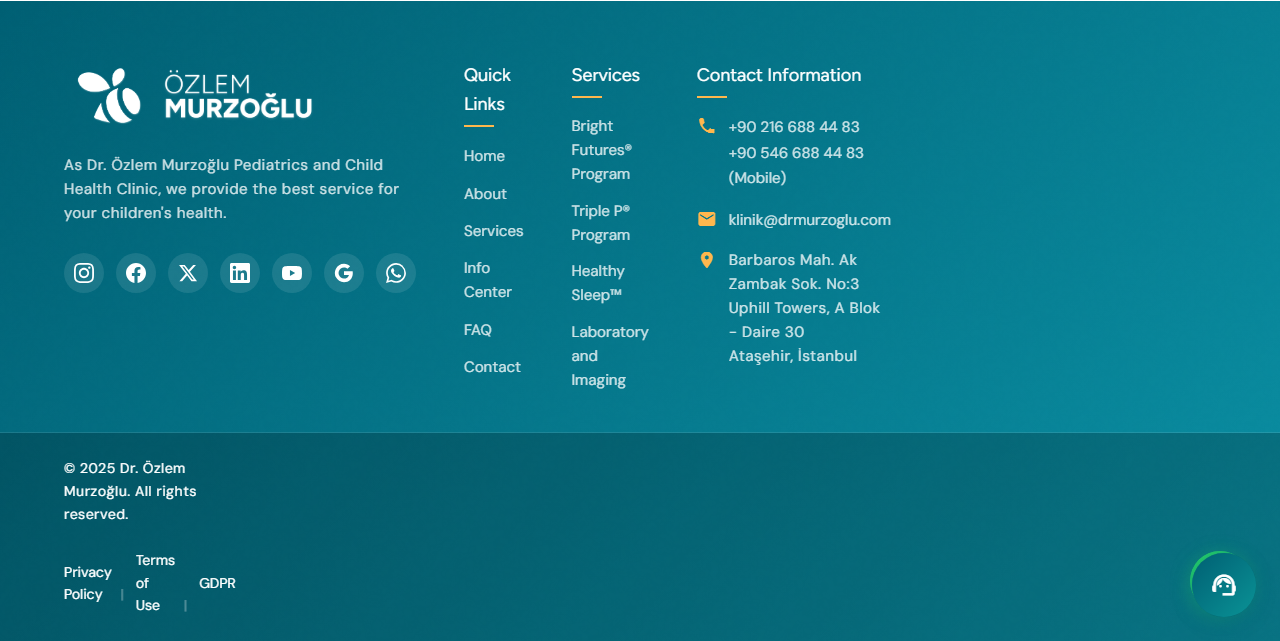 ÖZLEM
MURZOĞLU
As Dr. Özlem Murzoğlu Pediatrics and Child
Health Clinic, we provide the best service for
your children's health.
Quick
Links
Home
About
Services
Info
Center
FAQ
Contact
Services
Bright
Futures®
Program
Triple P®
Program
Healthy
Sleep™
Laboratory
and
Imaging
Contact Information
+90 216 688 44 83
+90 546 688 44 83
(Mobile)
klinik@drmurzoglu.com
Barbaros Mah. Ak
Zambak Sok. No:3
Uphill Towers, A Blok
- Daire 30
Ataşehir, İstanbul
© 2025 Dr. Özlem
Murzoğlu. All rights
reserved.
Privacy
Policy |
Terms
of
Use |
GDPR